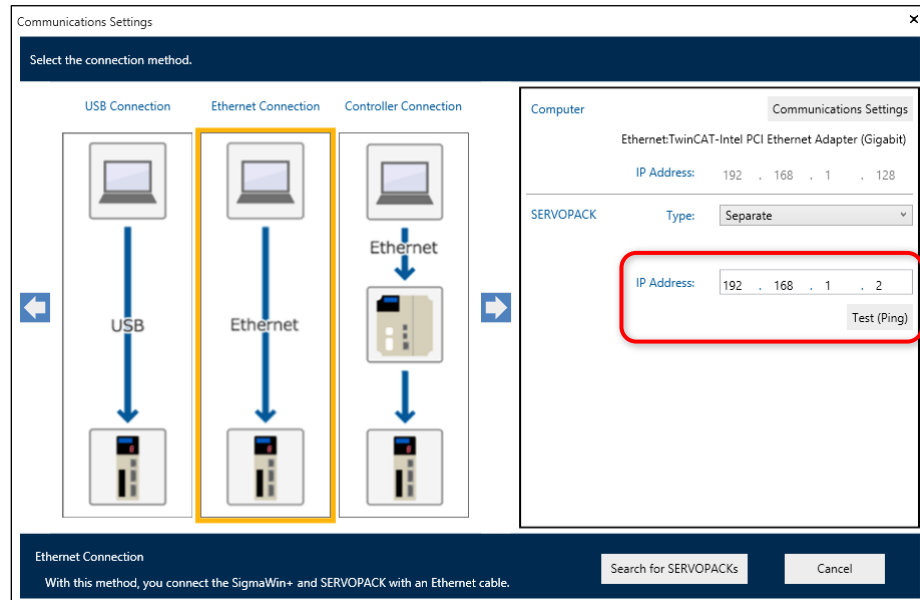 Communications Settings
×
Select the connection method.
USB Connection
Ethernet Connection
Controller Connection
USB
Ethernet
Ethernet
Computer
Communications Settings
Ethernet:TwinCAT-Intel PCI Ethernet Adapter (Gigabit)
IP Address: 192 . 168 . 1 . 128
SERVOPACK Type: Separate
IP Address: 192 . 168 . 1 . 2
Test (Ping)
Ethernet Connection
With this method, you connect the SigmaWin+ and SERVOPACK with an Ethernet cable.
Search for SERVOPACKs
Cancel